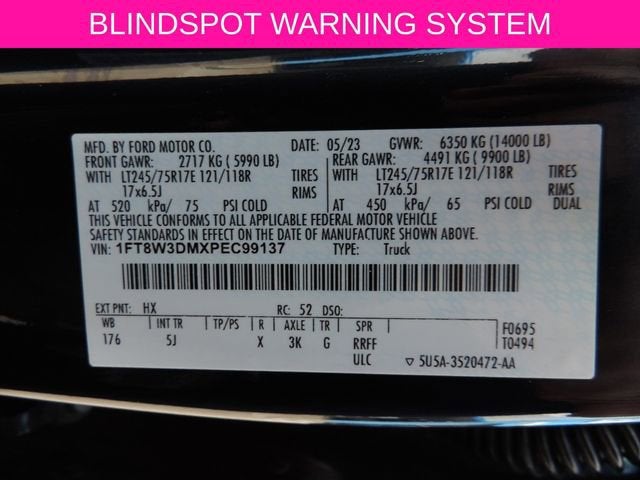 BLINDSPOT WARNING SYSTEM
MFD. BY FORD MOTOR CO. DATE: 05/23 GVWR: 6350 KG (14000 LB)
FRONT GAWR: 2717 KG ( 5990 LB) REAR GAWR: 4491 KG ( 9900 LB)
WITH LT245/75R17E 121/118R TIRES WITH LT245/75R17E 121/118R TIRES
17x6.5J RIMS 17x6.5J RIMS
AT 520 kPa/ 75 PSI COLD AT 450 kPa/ 65 PSI COLD DUAL
THIS VEHICLE CONFORMS TO ALL APPLICABLE FEDERAL MOTOR VEHICLE
SAFETY STANDARDS IN EFFECT ON THE DATE OF MANUFACTURE SHOWN ABOVE.
VIN: 1FT8W3DMXPEC99137 TYPE: Truck
EXT PNT: HX RC: 52 DSO:
WB INT TR TP/PS R AXLE TR SPR F0695
176 5J X 3K G RRFF T0494
ULC ▽ 5U5A-3520472-AA